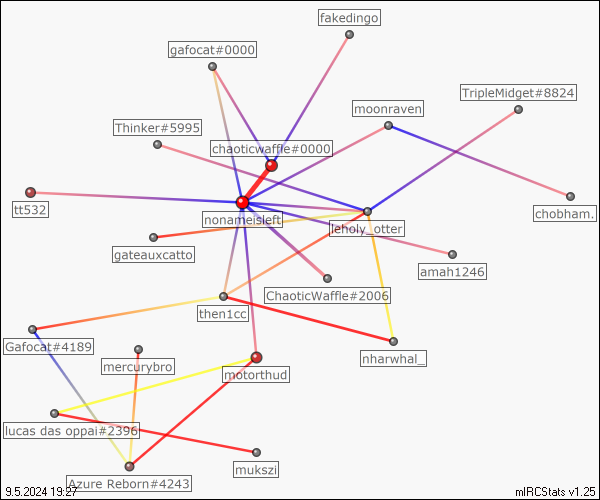 fakedingo
gafocat#0000
TripleMidget#8824
moonraven
Thinker#5995
chaoticwaffle#0000
tt532
nonameisleft
chobham.
leholy_otter
gateauxcatto
amah1246
ChaoticWaffle#2006
then1cc
Gafocat#4189
nharwhal_
mercurybro
motorthud
lucas das oppai#2396
mukszi
Azure Reborn#4243
9.5.2024 19:27
mIRCStats v1.25